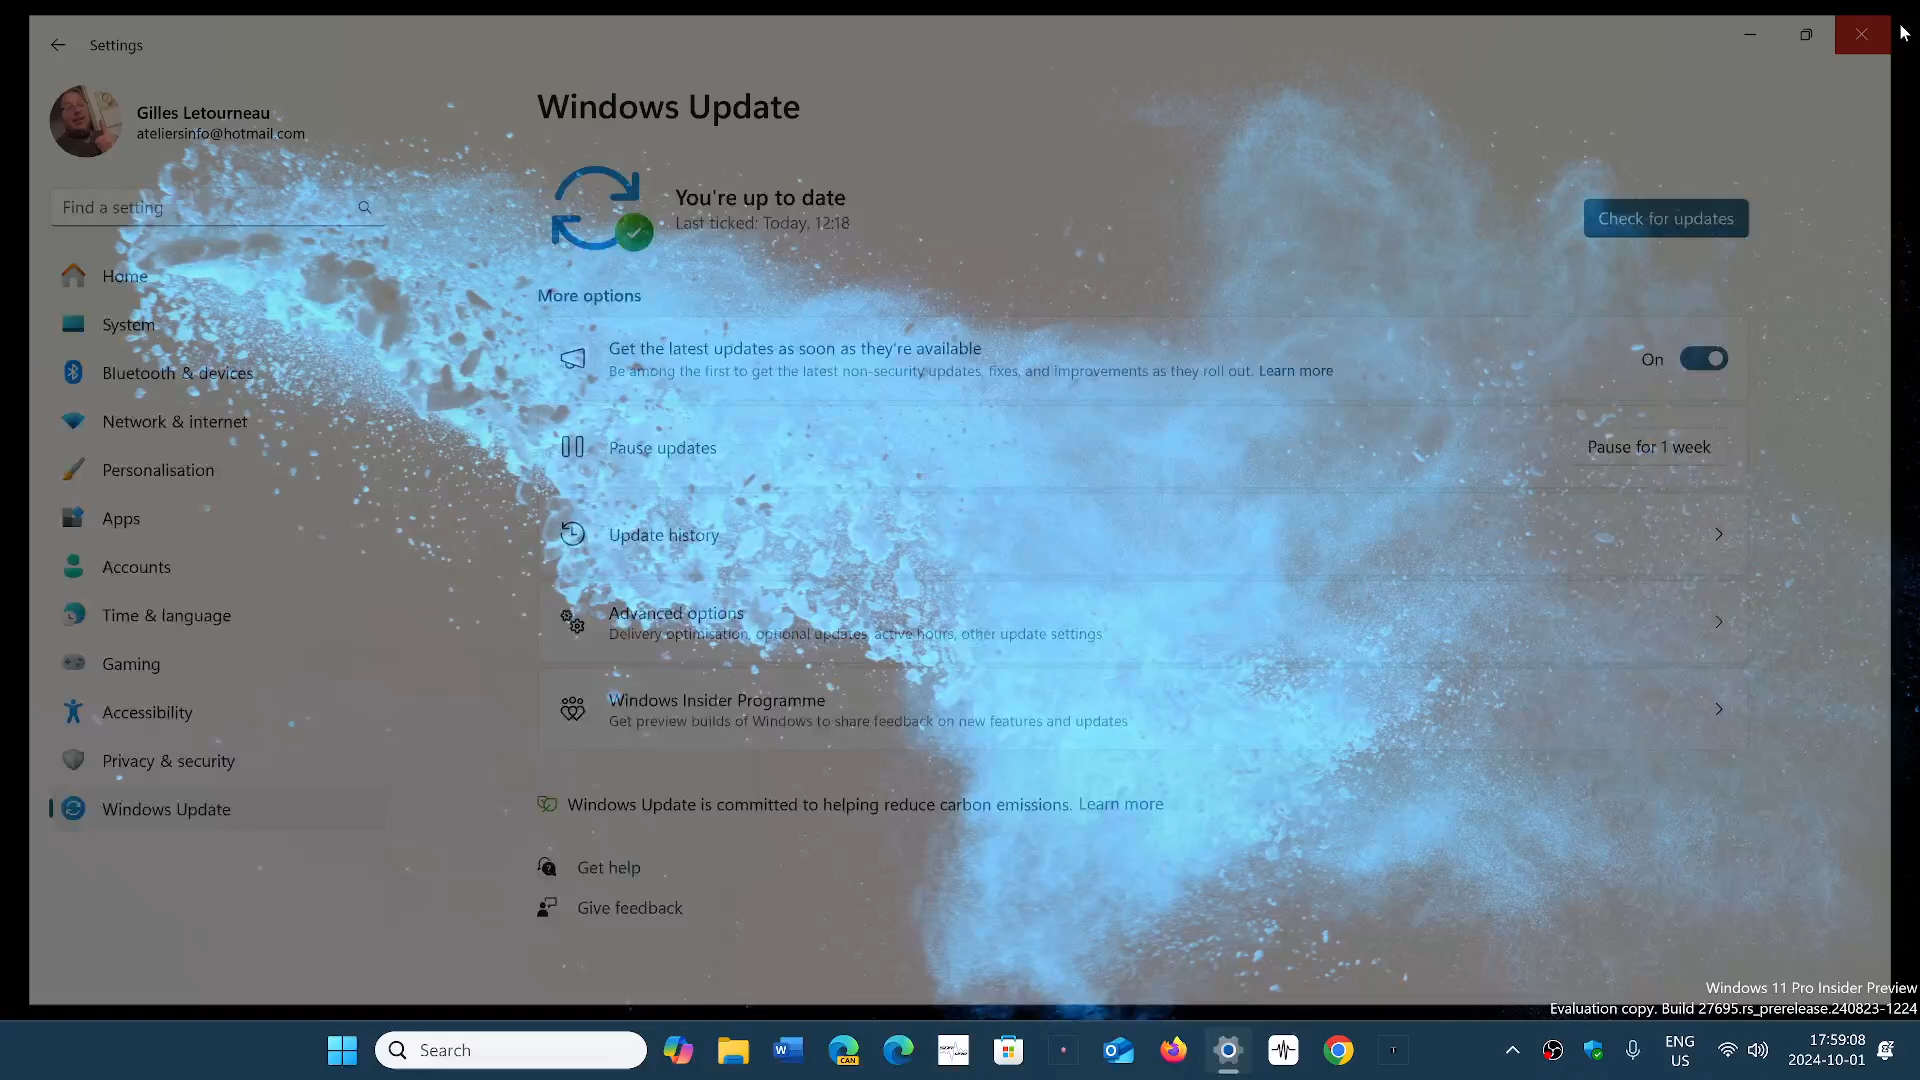 Settings
Gilles Letourneau
ateliersinfo@hotmail.com
Find a setting
Home
System
Bluetooth & devices
Network & internet
Personalisation
Apps
Accounts
Time & language
Gaming
Accessibility
Privacy & security
Windows Update
Windows Update
You're up to date
Last ticked: Today, 12:18
Check for updates
More options
Get the latest updates as soon as they're available
Be among the first to get the latest non-security updates, fixes, and improvements as they roll out. Learn more
On
Pause updates
Pause for 1 week
Update history
Advanced options
Delivery optimisation, optional updates, active hours, other update settings
Windows Insider Programme
Get preview builds of Windows to share feedback on new features and updates
Windows Update is committed to helping reduce carbon emissions. Learn more
Get help
Give feedback
Windows 11 Pro Insider Preview
Evaluation copy. Build 27695.rs_prerelease.240823-1224
Search
W
CAN
T
ENG
US
17:59:08
2024-10-01